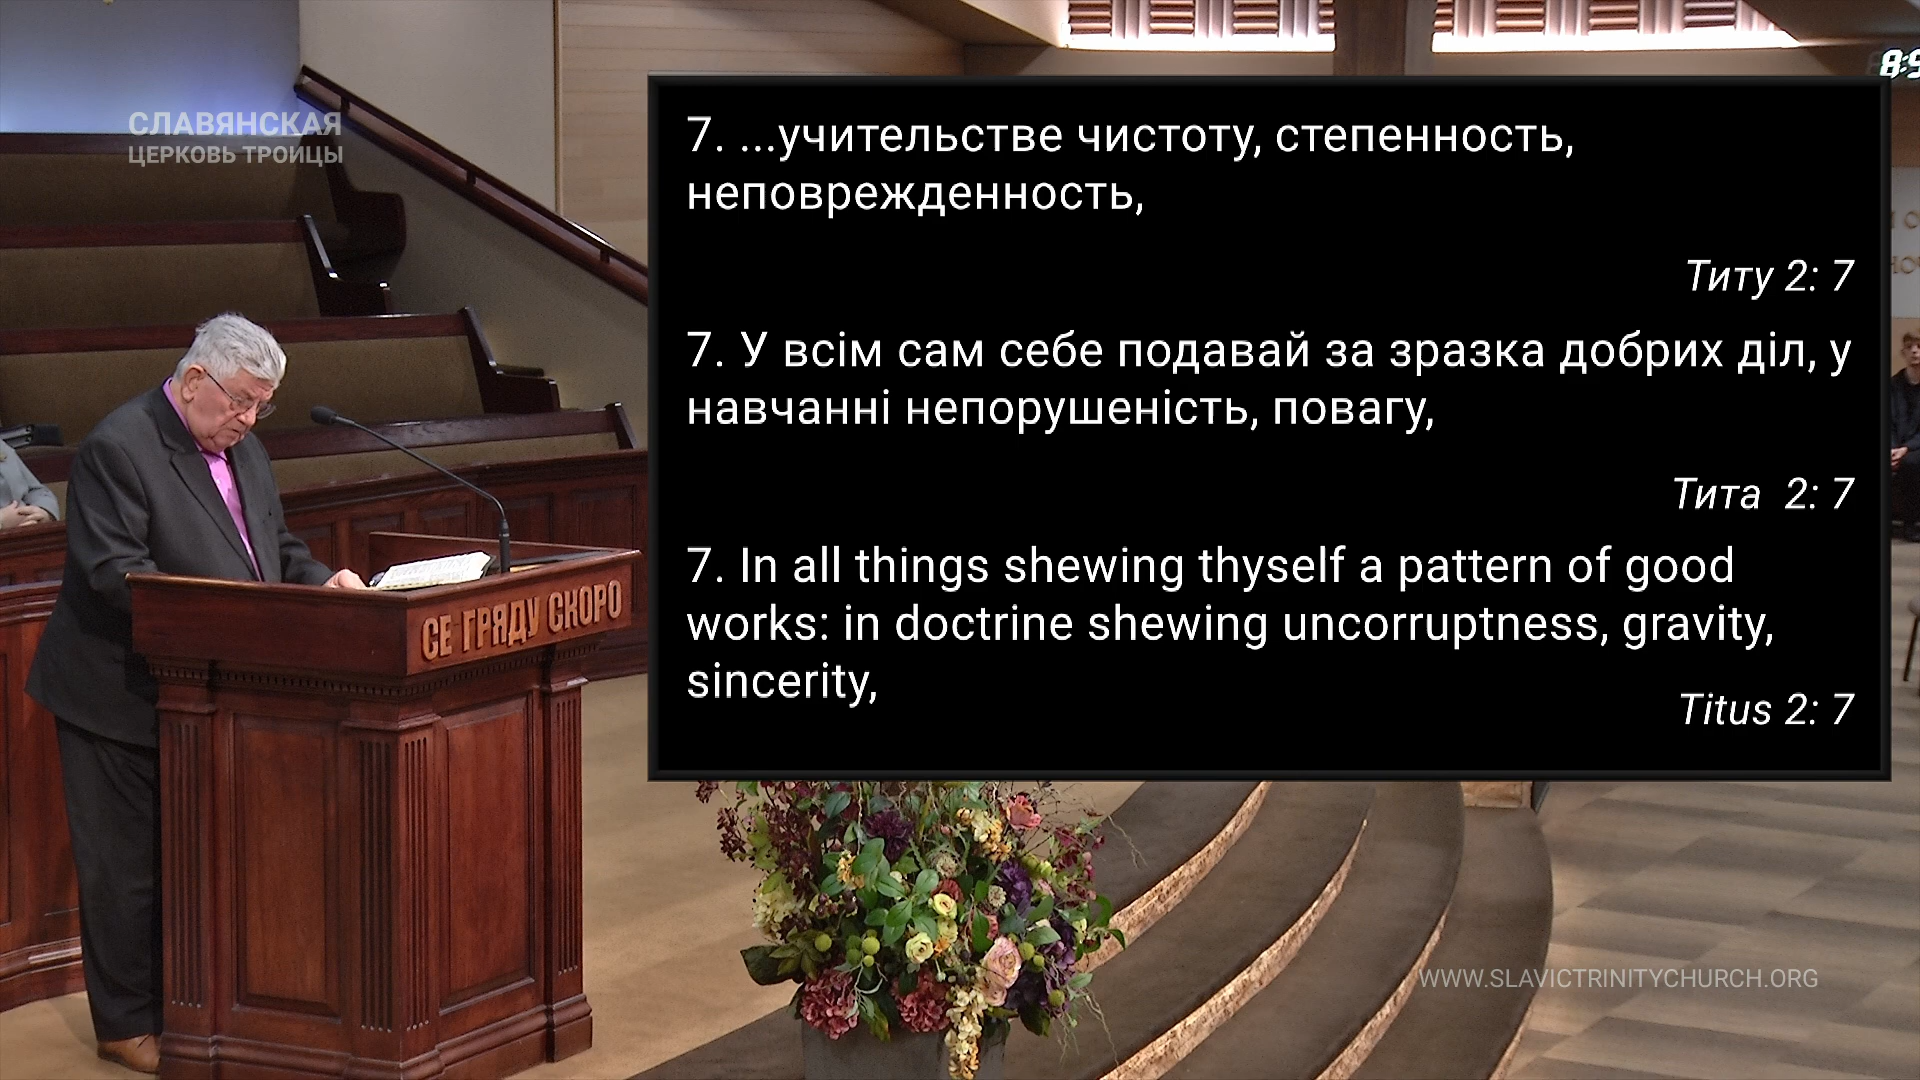 СЛАВЯНСКАЯ
ЦЕРКОВЬ ТРОИЦЫ
7. ...учительстве чистоту, степенность,
неповрежденность,
Титу 2: 7
7. У всім сам себе подавай за зразка добрих діл, у
навчанні непорушеність, повагу,
Тита 2: 7
7. In all things shewing thyself a pattern of good
works: in doctrine shewing uncorruptness, gravity,
sincerity,
Titus 2: 7
СЕ ГРЯДУ СКОРО
WWW.SLAVICTRINITYCHURCH.ORG